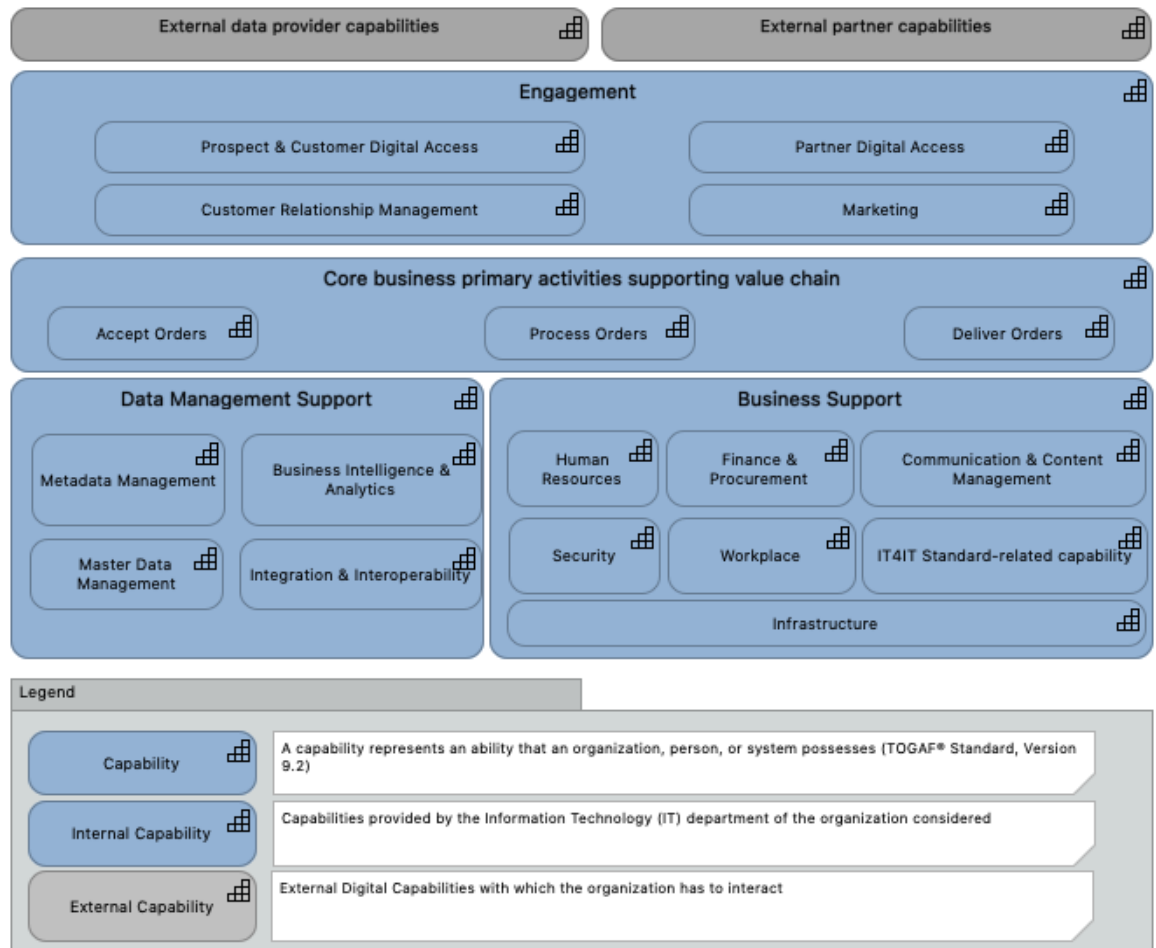 External data provider capabilities
External partner capabilities
Engagement
Prospect & Customer Digital Access
Partner Digital Access
Customer Relationship Management
Marketing
Core business primary activities supporting value chain
Accept Orders
Process Orders
Deliver Orders
Data Management Support
Metadata Management
Business Intelligence &
Analytics
Master Data
Management
Integration & Interoperability
Business Support
Human
Resources
Finance &
Procurement
Communication & Content
Management
Security
Workplace
IT4IT Standard-related capability
Infrastructure
Legend
Capability
A capability represents an ability that an organization, person, or system possesses (TOGAF® Standard, Version
9.2)
Internal Capability
Capabilities provided by the Information Technology (IT) department of the organization considered
External Capability
External Digital Capabilities with which the organization has to interact